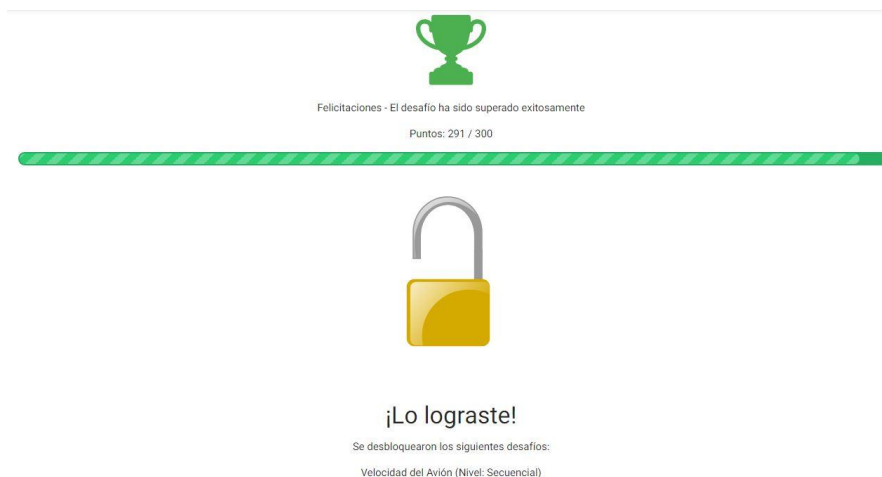 Felicitaciones - El desafío ha sido superado exitosamente
Puntos: 291 / 300
¡Lo lograste!
Se desbloquearon los siguientes desafíos:
Velocidad del Avión (Nivel: Secuencial)